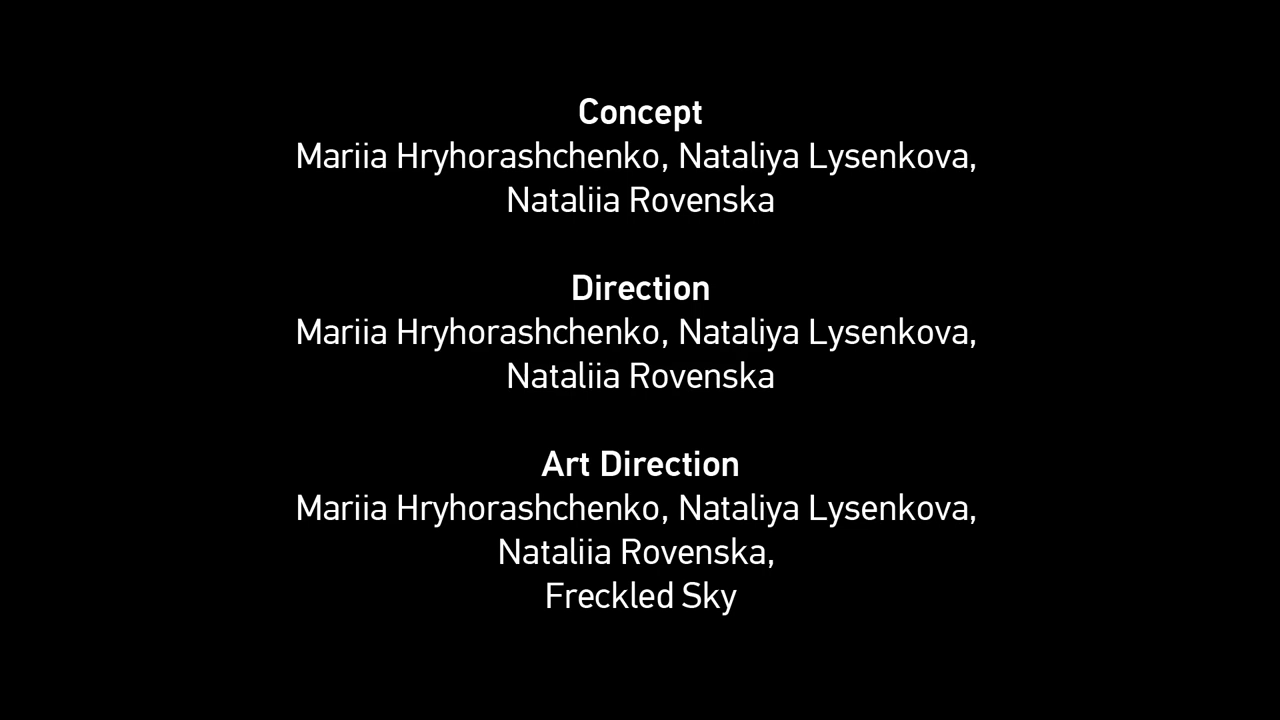 Concept
Mariia Hryhorashchenko, Nataliya Lysenkova,
Nataliia Rovenska
Direction
Mariia Hryhorashchenko, Nataliya Lysenkova,
Nataliia Rovenska
Art Direction
Mariia Hryhorashchenko, Nataliya Lysenkova,
Nataliia Rovenska,
Freckled Sky